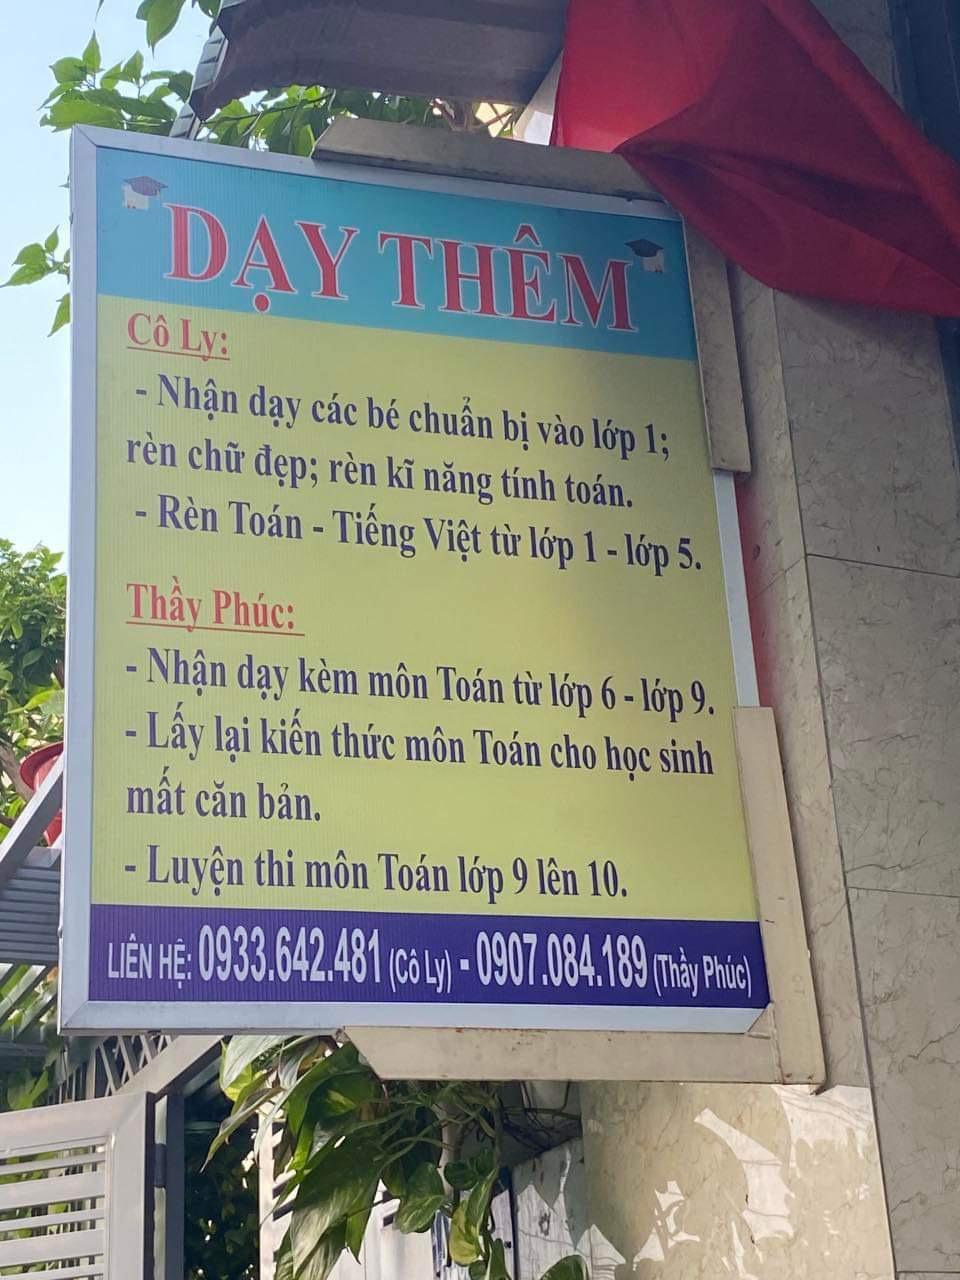 DẠY THÊM
Cô Ly:
- Nhận dạy các bé chuẩn bị vào lớp 1;
rèn chữ đẹp; rèn kĩ năng tính toán.
- Rèn Toán - Tiếng Việt từ lớp 1 - lớp 5.
Thầy Phúc:
- Nhận dạy kèm môn Toán từ lớp 6 - lớp 9.
- Lấy lại kiến thức môn Toán cho học sinh
mất căn bản.
- Luyện thi môn Toán lớp 9 lên 10.
LIÊN HỆ: 0933.642.481 (Cô Ly) - 0907.084.189 (Thầy Phúc)